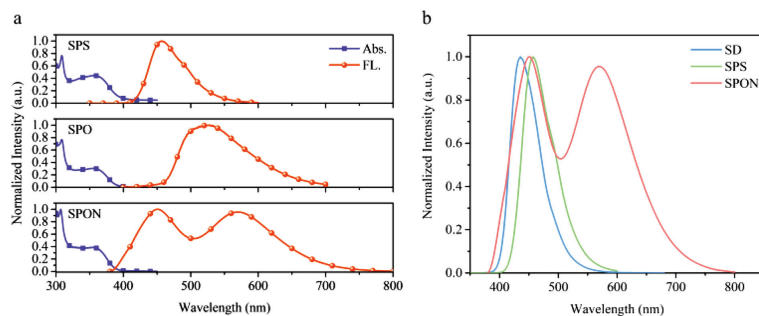 a
SPS
Abs.
FL.
1.0
0.8
0.6
0.4
0.2
0.0
SPO
1.0
0.8
0.6
0.4
0.2
0.0
SPON
1.0
0.8
0.6
0.4
0.2
0.0
Normalized Intensity (a.u.)
300 400 500 600 700 800
Wavelength (nm)
b
SD
SPS
SPON
1.0
0.8
0.6
0.4
0.2
0.0
Normalized Intensity (a.u.)
400 500 600 700 800
Wavelength (nm)